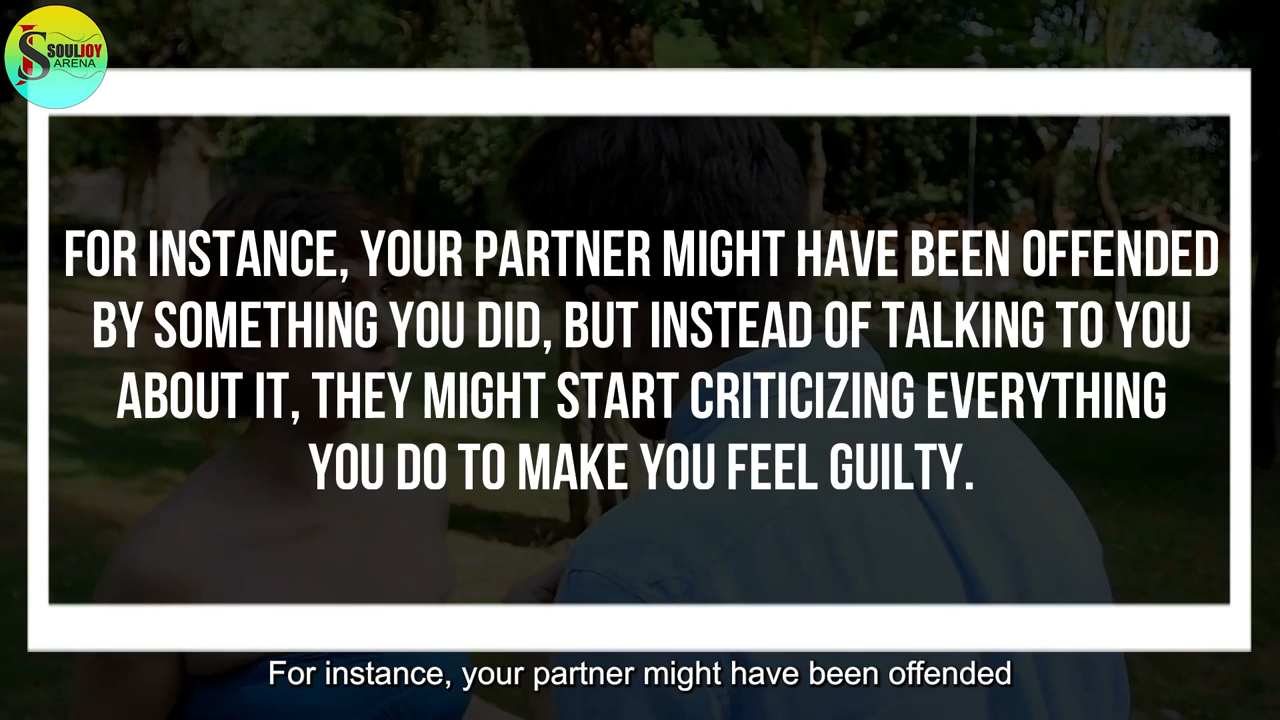 SOULJOY
ARENA
FOR INSTANCE, YOUR PARTNER MIGHT HAVE BEEN OFFENDED
BY SOMETHING YOU DID, BUT INSTEAD OF TALKING TO YOU
ABOUT IT, THEY MIGHT START CRITICIZING EVERYTHING
YOU DO TO MAKE YOU FEEL GUILTY.
For instance, your partner might have been offended